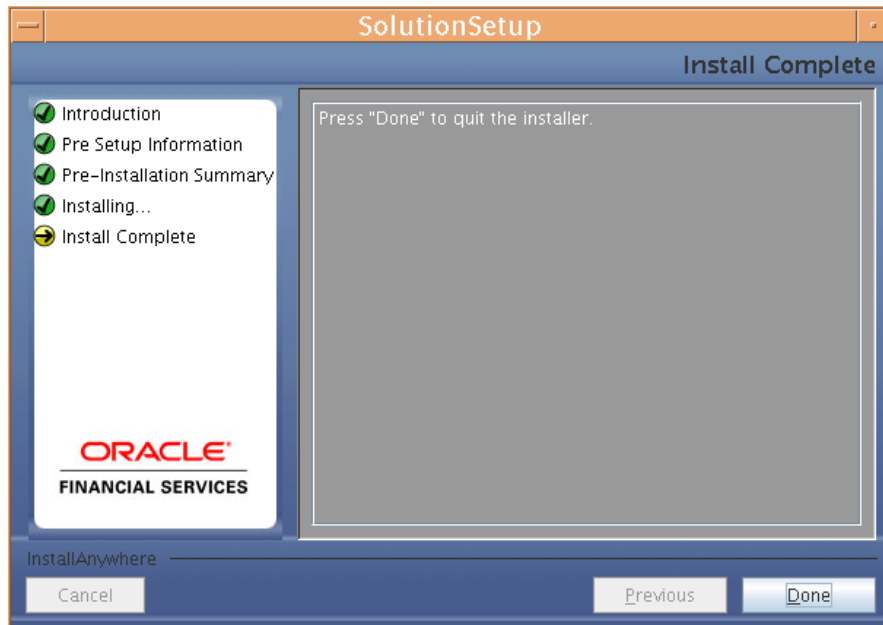 SolutionSetup
Install Complete
Introduction
Pre Setup Information
Pre-Installation Summary
Installing...
Install Complete
ORACLE
FINANCIAL SERVICES
Press "Done" to quit the installer.
InstallAnywhere
Cancel
Previous
Done